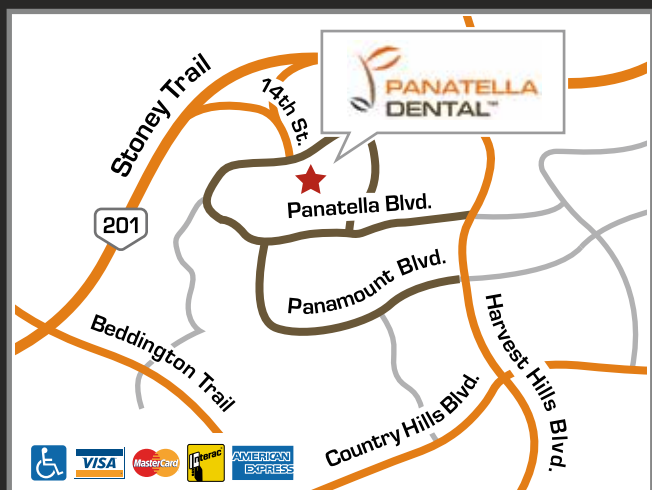 Stoney Trail
14th St.
PANATELLA
DENTAL™
201
Panatella Blvd.
Panamount Blvd.
Beddington Trail
Harvest Hills Blvd.
Country Hills Blvd.
VISA
MasterCard
Interac
AMERICAN
EXPRESS